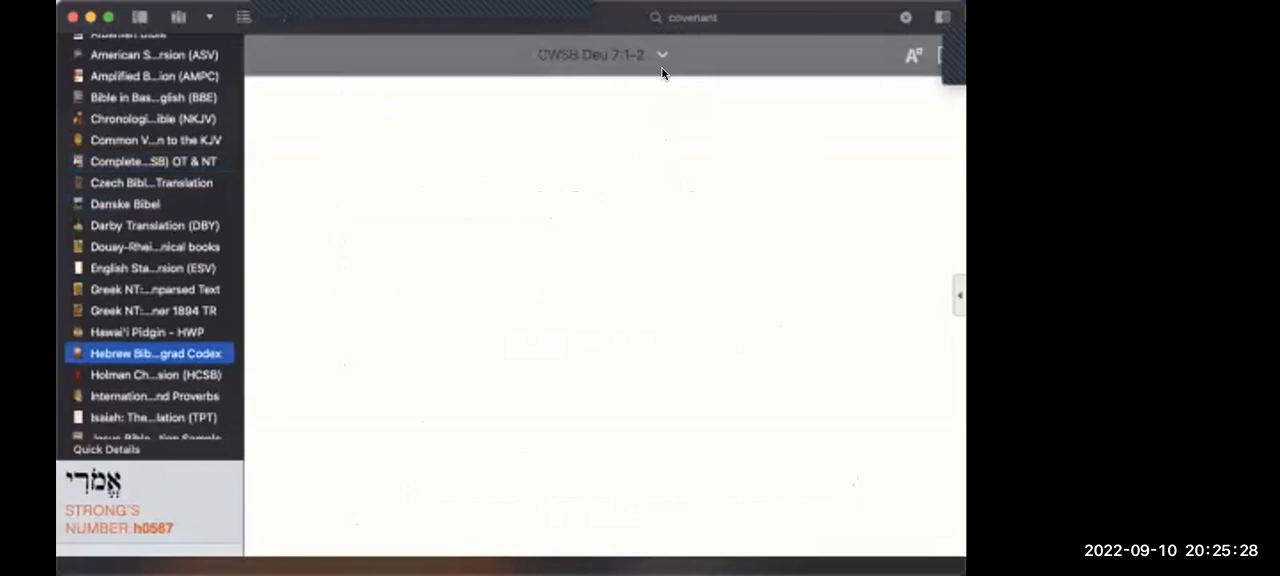 covenant
CWSB Deu 7:1-2
American S...rsion (ASV)
Amplified B...ion (AMPC)
Bible in Bas...glish (BBE)
Chronologi...ible (NKJV)
Common V...n to the KJV
Complete...SB) OT & NT
Czech Bibl...Translation
Danske Bibel
Darby Translation (DBY)
Douay-Rhei...nical books
English Sta...rsion (ESV)
Greek NT:...nparsed Text
Greek NT:...ner 1894 TR
Hawai'i Pidgin - HWP
Hebrew Bib...grad Codex
Holman Ch...sion (HCSB)
Internation...nd Proverbs
Isaiah: The...lation (TPT)
Quick Details
אֱמֹרִי
STRONG'S
NUMBER:h0567
2022-09-10 20:25:28